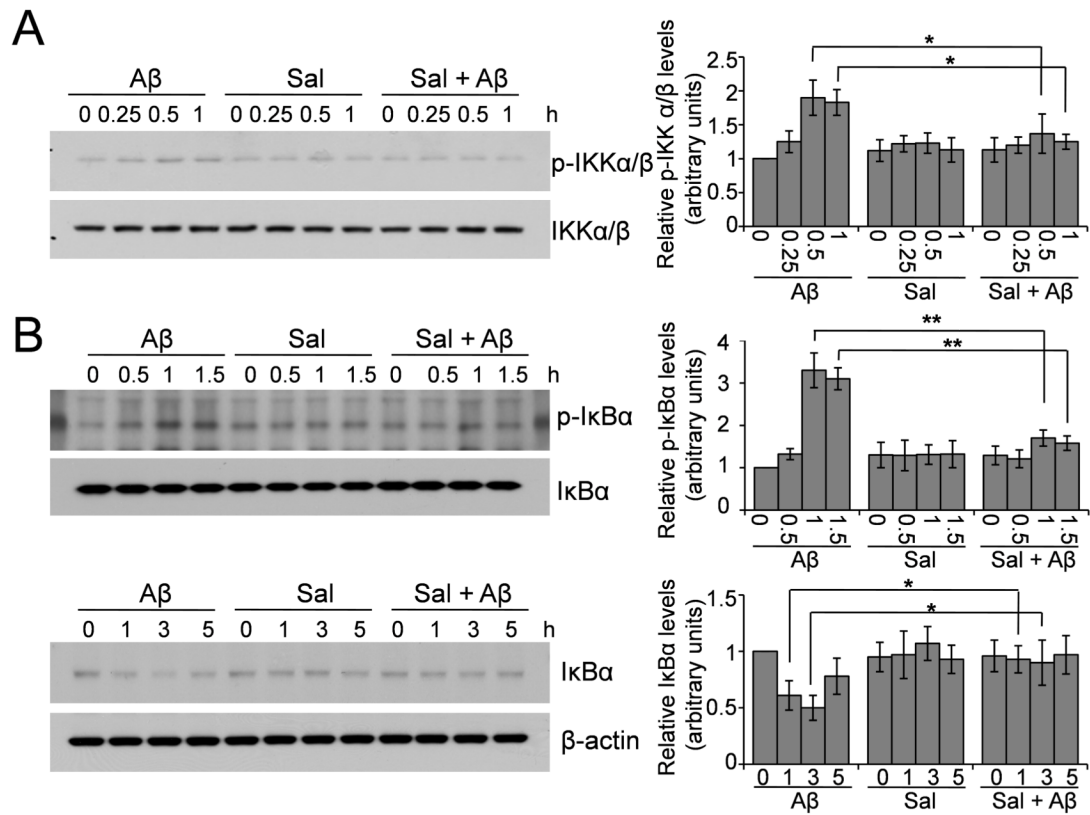 A
Aβ Sal Sal + Aβ
0 0.25 0.5 1 0 0.25 0.5 1 0 0.25 0.5 1 h
p-IKKα/β
IKKα/β
Relative p-IKK α/β levels
(arbitrary units)
2.5
2
1.5
1
0.5
0
* 
*
0 0.25 0.5 1 0 0.25 0.5 1 0 0.25 0.5 1
Aβ Sal Sal + Aβ
B
Aβ Sal Sal + Aβ
0 0.5 1 1.5 0 0.5 1 1.5 0 0.5 1 1.5 h
p-IκBα
IκBα
Relative p-IκBα levels
(arbitrary units)
4
3
2
1
0
**
**
0 0.5 1 1.5 0 0.5 1 1.5 0 0.5 1 1.5
Aβ Sal Sal + Aβ
Aβ Sal Sal + Aβ
0 1 3 5 0 1 3 5 0 1 3 5 h
IκBα
β-actin
Relative IκBα levels
(arbitrary units)
1.5
1
0.5
0
*
*
0 1 3 5 0 1 3 5 0 1 3 5
Aβ Sal Sal + Aβ